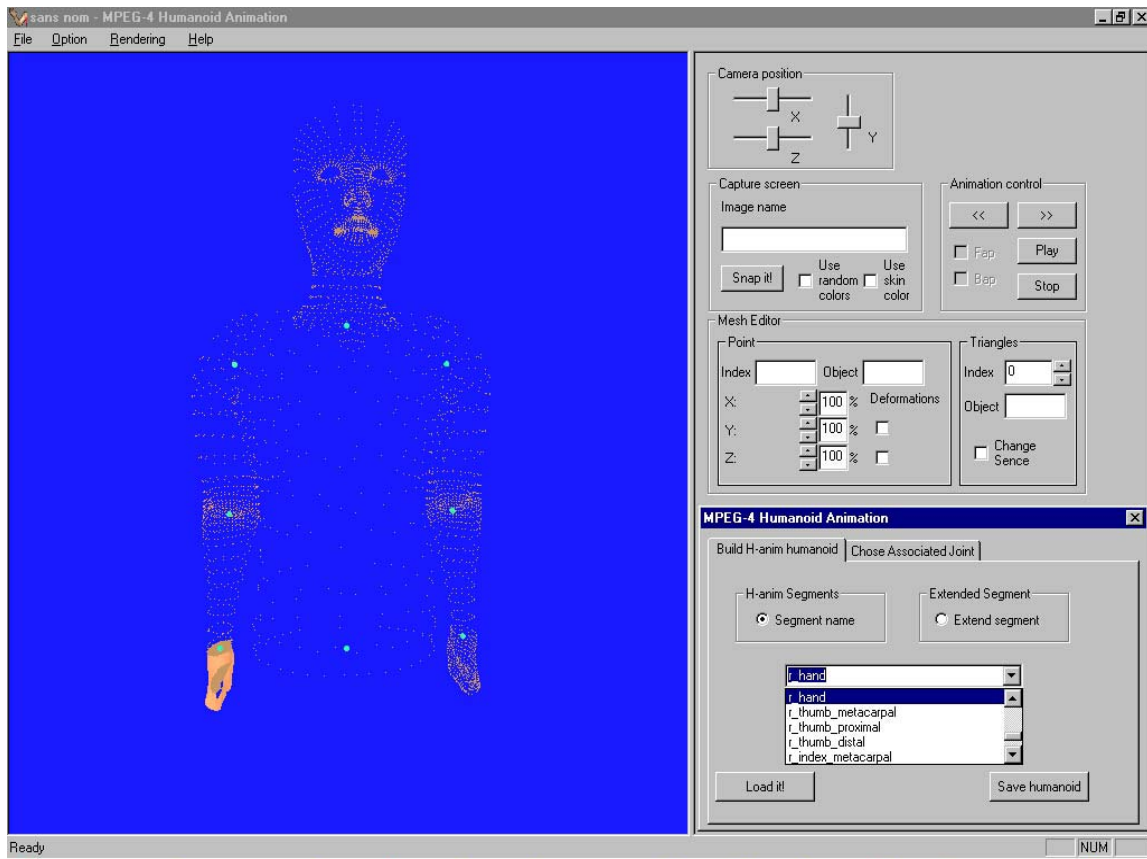 sans nom - MPEG-4 Humanoid Animation
File Option Rendering Help
Camera position
X
Y
Z
Capture screen
Image name
Snap it!
Use random colors
Use skin color
Animation control
<< >>
Fap
Play
Bap
Stop
Mesh Editor
Point
Index Object
X: 100 % Deformations
Y: 100 %
Z: 100 %
Triangles
Index 0
Object
Change Sence
MPEG-4 Humanoid Animation
Build H-anim humanoid Chose Associated Joint
H-anim Segments
Segment name
Extended Segment
Extend segment
r_hand
r_hand
r_thumb_metacarpal
r_thumb_proximal
r_thumb_distal
r_index_metacarpal
Load it! Save humanoid
Ready NUM